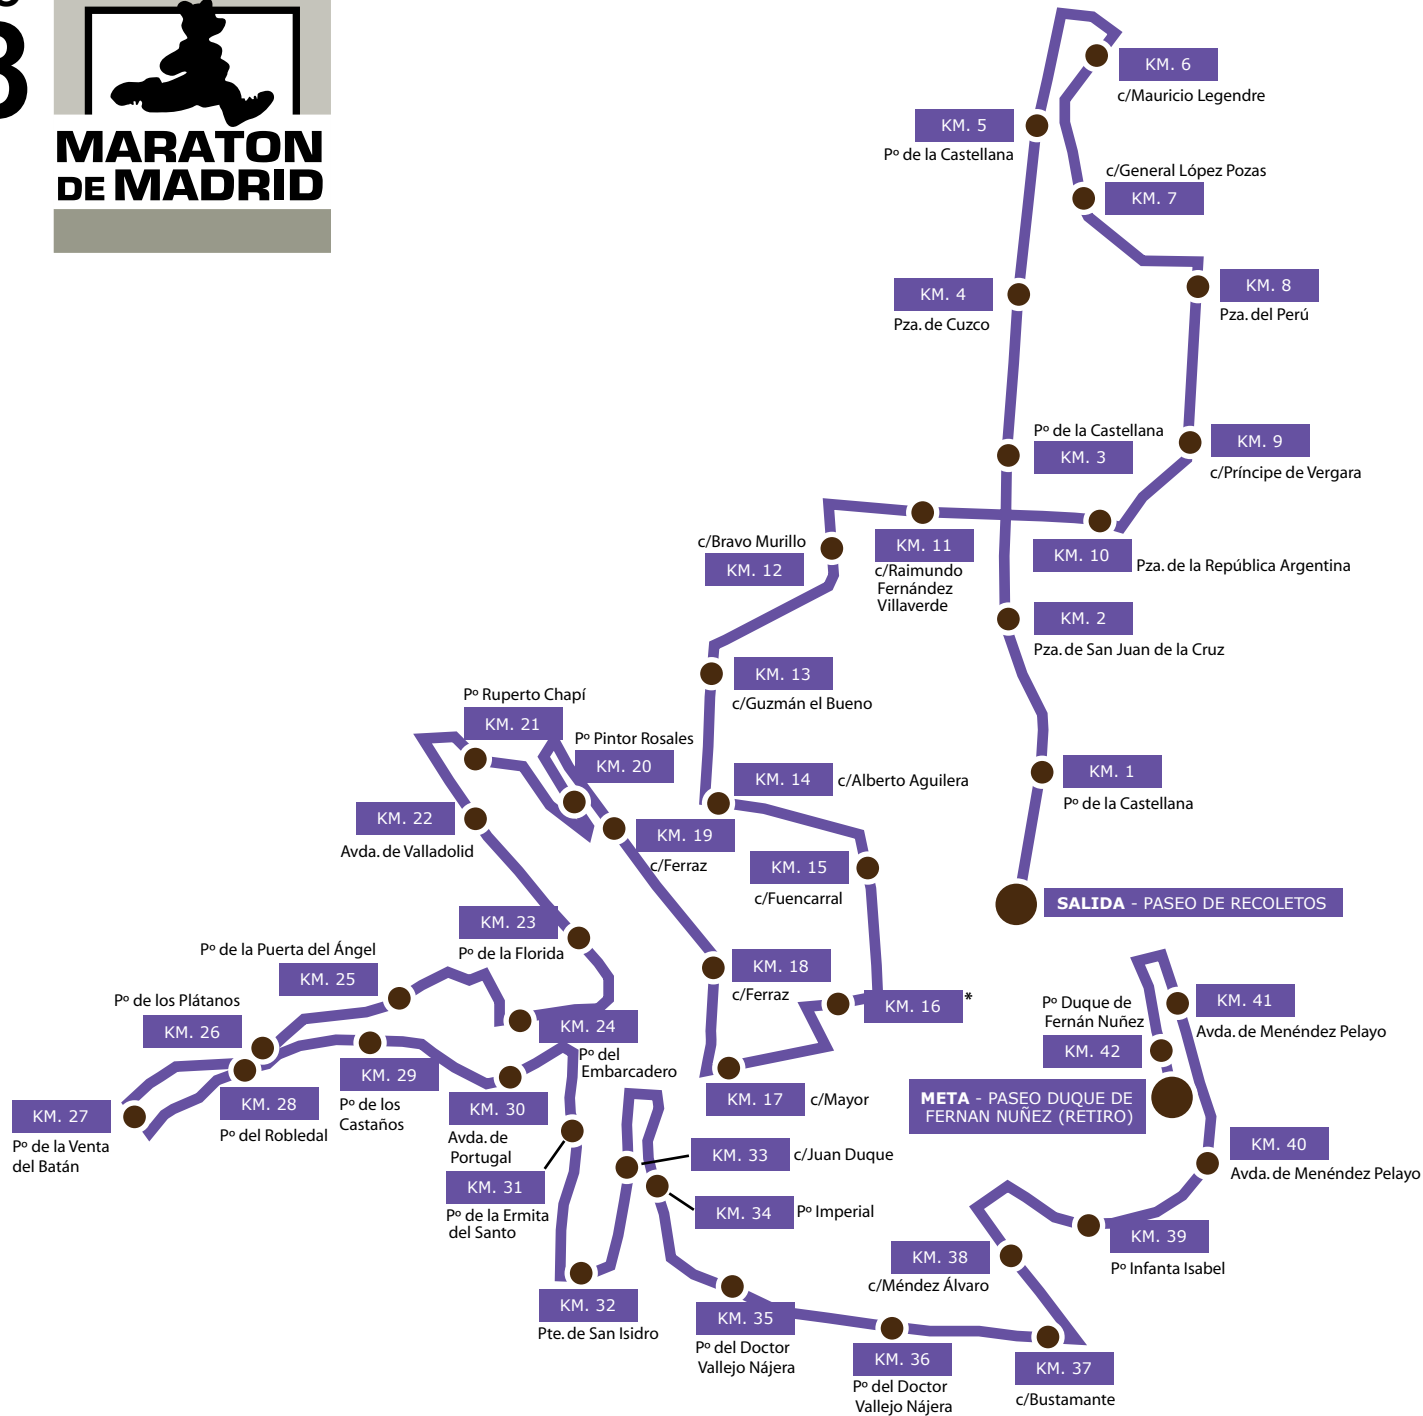 MARATON
DE MADRID
KM. 6
c/Mauricio Legendre
KM. 5
Pº de la Castellana
c/General López Pozas
KM. 7
KM. 4
Pza. de Cuzco
KM. 8
Pza. del Perú
Pº de la Castellana
KM. 3
KM. 9
c/Príncipe de Vergara
c/Bravo Murillo
KM. 12
KM. 11
c/Raimundo
Fernández
Villaverde
KM. 10
Pza. de la República Argentina
KM. 2
Pza. de San Juan de la Cruz
KM. 13
c/Guzmán el Bueno
Pº Ruperto Chapí
KM. 21
Pº Pintor Rosales
KM. 20
KM. 14
c/Alberto Aguilera
KM. 1
Pº de la Castellana
KM. 22
Avda. de Valladolid
KM. 19
c/Ferraz
KM. 15
c/Fuencarral
SALIDA - PASEO DE RECOLETOS
KM. 23
Pº de la Florida
Pº de la Puerta del Ángel
KM. 25
KM. 18
c/Ferraz
KM. 16 *
Pº de los Plátanos
KM. 26
KM. 24
Pº del
Embarcadero
Pº Duque de
Fernán Nuñez
KM. 42
KM. 41
Avda. de Menéndez Pelayo
KM. 29
Pº de los
Castaños
KM. 28
Pº del Robledal
KM. 27
Pº de la Venta
del Batán
KM. 30
Avda. de
Portugal
KM. 17
c/Mayor
META - PASEO DUQUE DE
FERNAN NUÑEZ (RETIRO)
KM. 33
c/Juan Duque
KM. 40
Avda. de Menéndez Pelayo
KM. 31
Pº de la Ermita
del Santo
KM. 34
Pº Imperial
KM. 39
Pº Infanta Isabel
KM. 38
c/Méndez Álvaro
KM. 32
Pte. de San Isidro
KM. 35
Pº del Doctor
Vallejo Nájera
KM. 36
Pº del Doctor
Vallejo Nájera
KM. 37
c/Bustamante